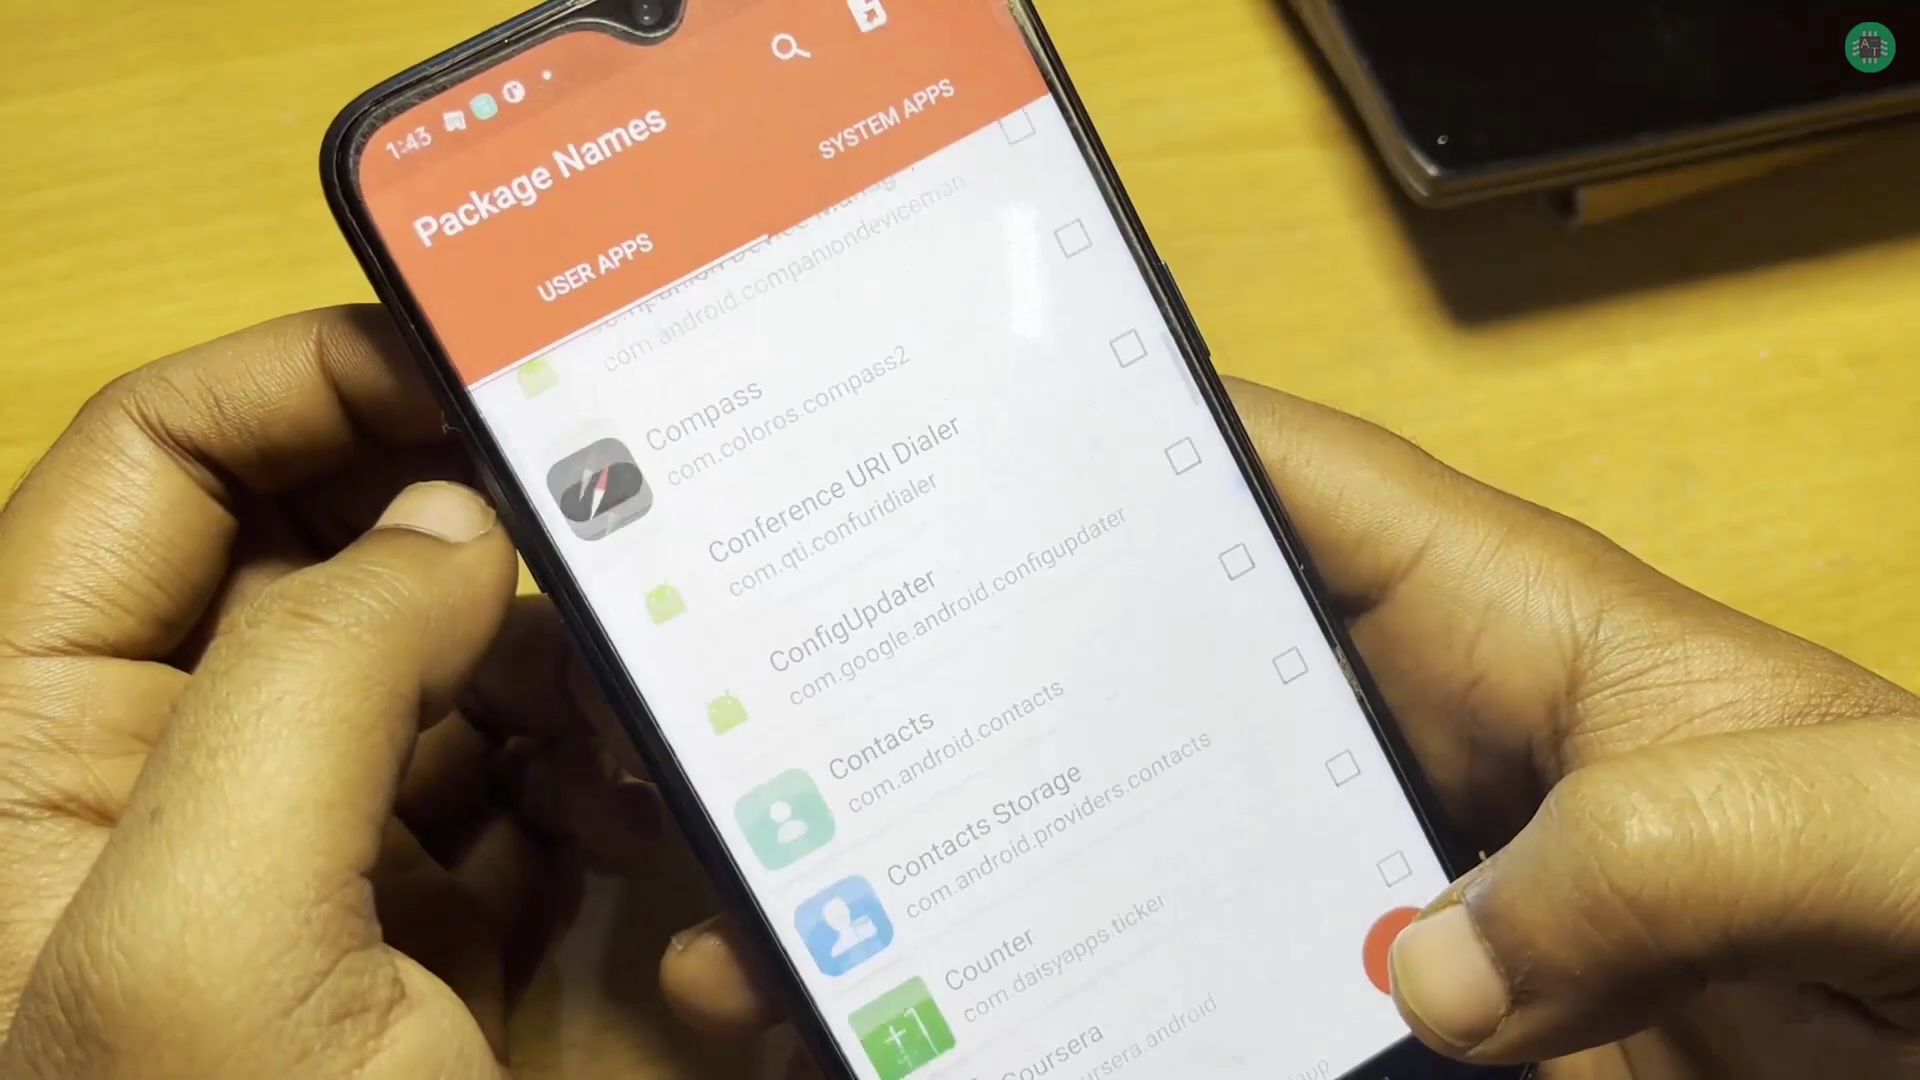 1:43
Package Names
USER APPS
SYSTEM APPS
com.android.companiondeviceman
Compass
com.coloros.compass2
Conference URI Dialer
com.qti.confuridialer
ConfigUpdater
com.google.android.configupdater
Contacts
com.android.contacts
Contacts Storage
com.android.providers.contacts
Counter
com.daisyapps.ticker
Coursera